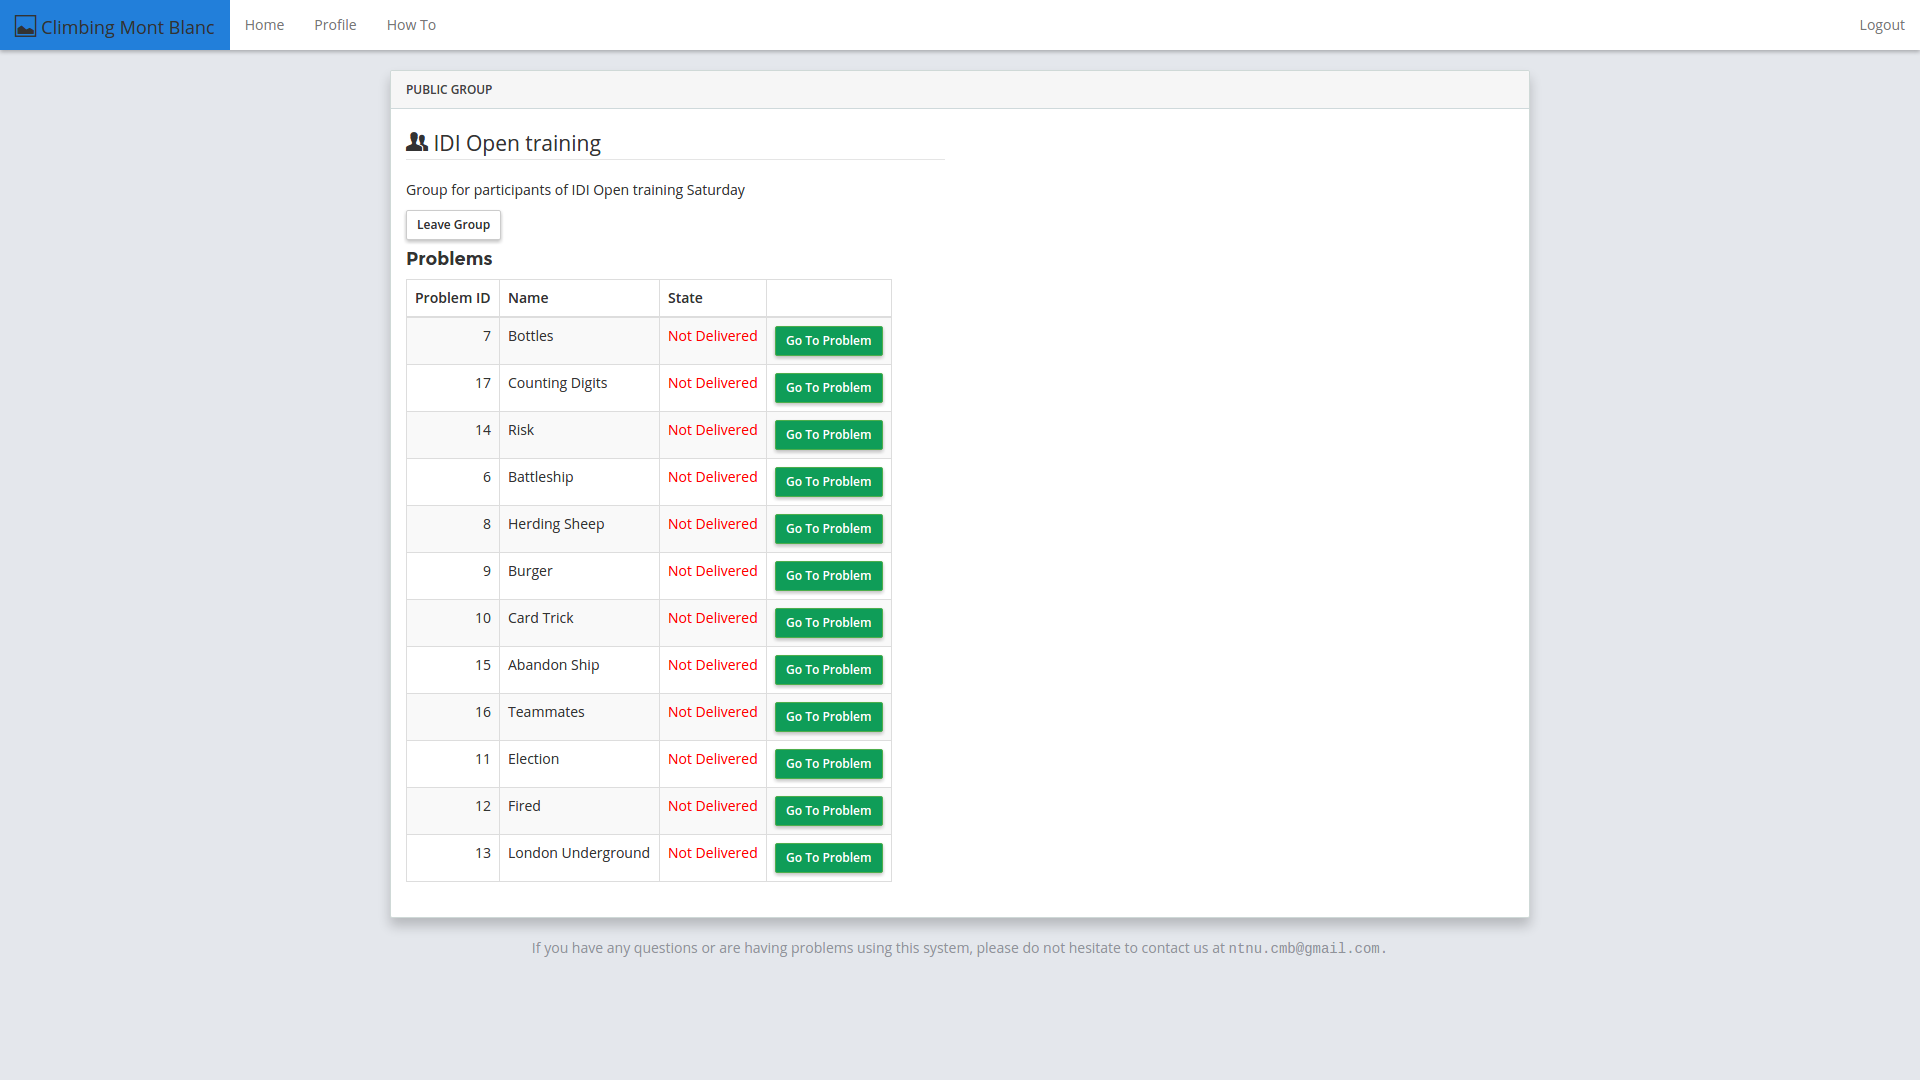 Climbing Mont Blanc Home Profile How To Logout
PUBLIC GROUP
IDI Open training
Group for participants of IDI Open training Saturday
Leave Group
Problems
Problem ID Name State
7 Bottles Not Delivered Go To Problem
17 Counting Digits Not Delivered Go To Problem
14 Risk Not Delivered Go To Problem
6 Battleship Not Delivered Go To Problem
8 Herding Sheep Not Delivered Go To Problem
9 Burger Not Delivered Go To Problem
10 Card Trick Not Delivered Go To Problem
15 Abandon Ship Not Delivered Go To Problem
16 Teammates Not Delivered Go To Problem
11 Election Not Delivered Go To Problem
12 Fired Not Delivered Go To Problem
13 London Underground Not Delivered Go To Problem
If you have any questions or are having problems using this system, please do not hesitate to contact us at ntnu.cmb@gmail.com.